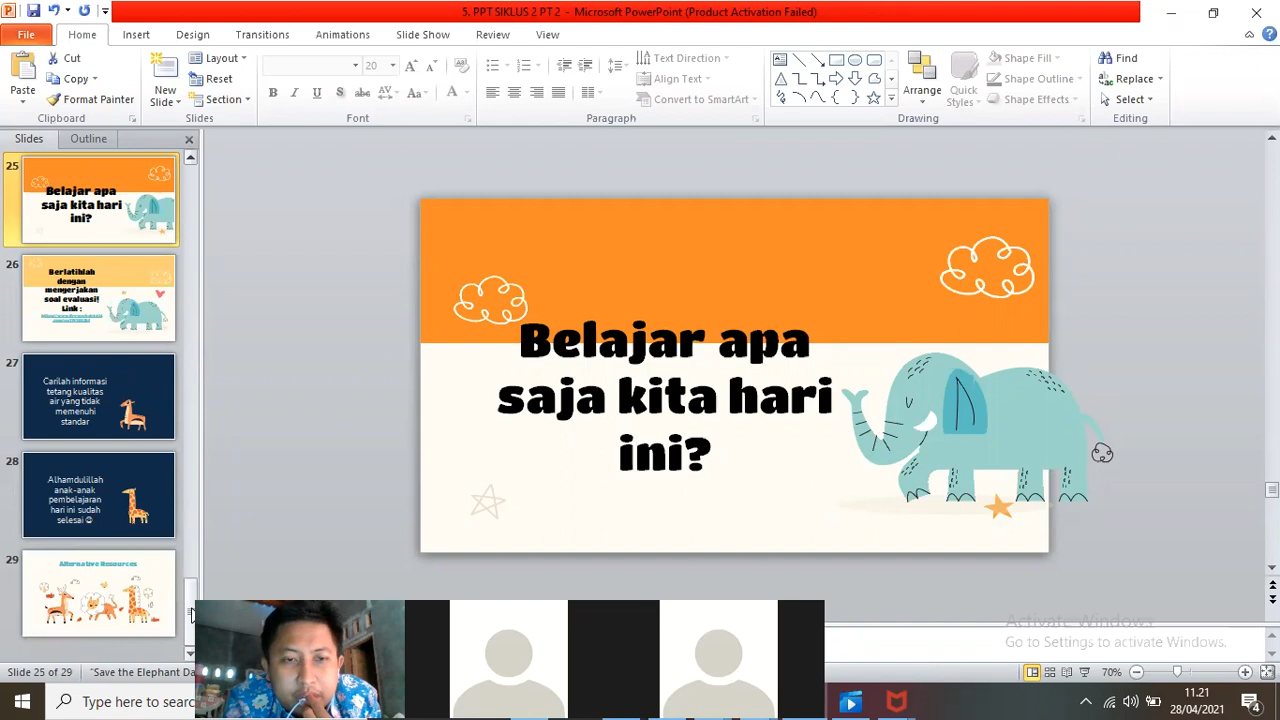 5. PPT SIKLUS 2 PT 2 - Microsoft PowerPoint (Product Activation Failed)
File Home Insert Design Transitions Animations Slide Show Review View
Paste
Cut
Copy
Format Painter
Clipboard
New Slide
Layout
Reset
Section
Slides
20
B I U S abc AV Aa A
Font
Text Direction
Align Text
Convert to SmartArt
Paragraph
Arrange
Quick Styles
Shape Fill
Shape Outline
Shape Effects
Drawing
Find
Replace
Select
Editing
Slides Outline
25
Belajar apa
saja kita hari
ini?
26
Berlatihlah
dengan
mengerjakan
soal evaluasi!
Link :
27
Carilah informasi
tetang kualitas
air yang tidak
memenuhi
standar
28
Alhamdulillah
anak-anak
pembelajaran
hari ini sudah
selesai ☺
29
Alternative Resources
Belajar apa
saja kita hari
ini?
Activate Windows
Go to Settings to activate Windows.
Slide 25 of 29 "Save the Elephant Da
70%
Type here to searc
11.21
28/04/2021
4